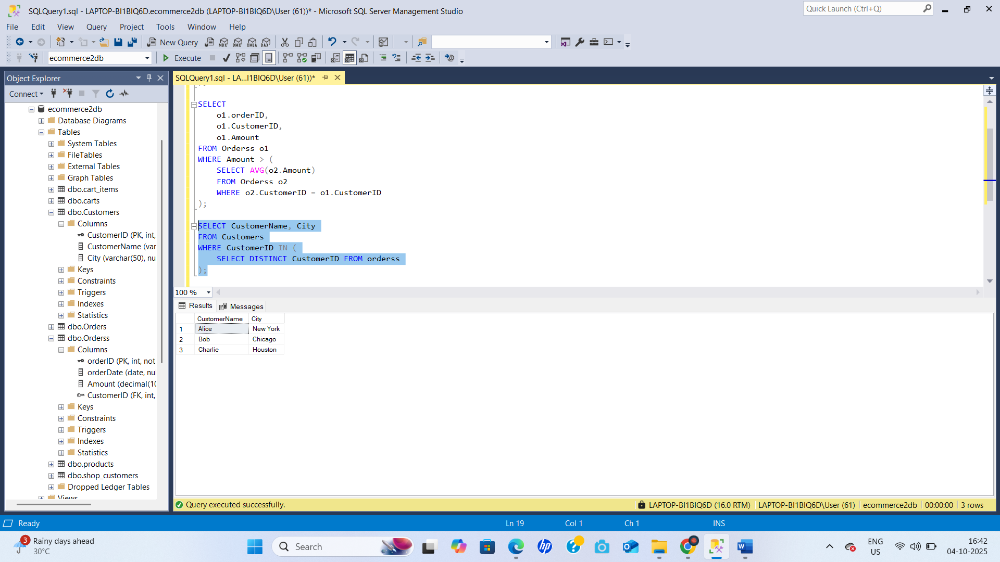 SQLQuery1.sql - LAPTOP-BI1BIQ6D.ecommerce2db (LAPTOP-BI1BIQ6D\User (61))* - Microsoft SQL Server Management Studio
Quick Launch (Ctrl+Q)
File Edit View Query Project Tools Window Help
New Query
MDX DMX XMLA DAX
ecommerce2db
Execute
Object Explorer
Connect
ecommerce2db
Database Diagrams
Tables
System Tables
FileTables
External Tables
Graph Tables
dbo.cart_items
dbo.carts
dbo.Customers
Columns
CustomerID (PK, int,
CustomerName (var
City (varchar(50), nu
Keys
Constraints
Triggers
Indexes
Statistics
dbo.Orders
dbo.Orderss
Columns
orderID (PK, int, not
orderDate (date, nul
Amount (decimal(10
CustomerID (FK, int,
Keys
Constraints
Triggers
Indexes
Statistics
dbo.products
dbo.shop_customers
Dropped Ledger Tables
Views
SQLQuery1.sql - LA...I1BIQ6D\User (61))*
SELECT
o1.orderID,
o1.CustomerID,
o1.Amount
FROM Orderss o1
WHERE Amount > (
SELECT AVG(o2.Amount)
FROM Orderss o2
WHERE o2.CustomerID = o1.CustomerID
);
SELECT CustomerName, City
FROM Customers
WHERE CustomerID IN (
SELECT DISTINCT CustomerID FROM orderss
);
100 %
Results Messages
CustomerName City
1 Alice New York
2 Bob Chicago
3 Charlie Houston
Query executed successfully.
LAPTOP-BI1BIQ6D (16.0 RTM) LAPTOP-BI1BIQ6D\User (61) ecommerce2db 00:00:00 3 rows
Ready
Ln 19 Col 1 Ch 1 INS
3
Rainy days ahead
30°C
Search
hp
ENG
US
16:42
04-10-2025